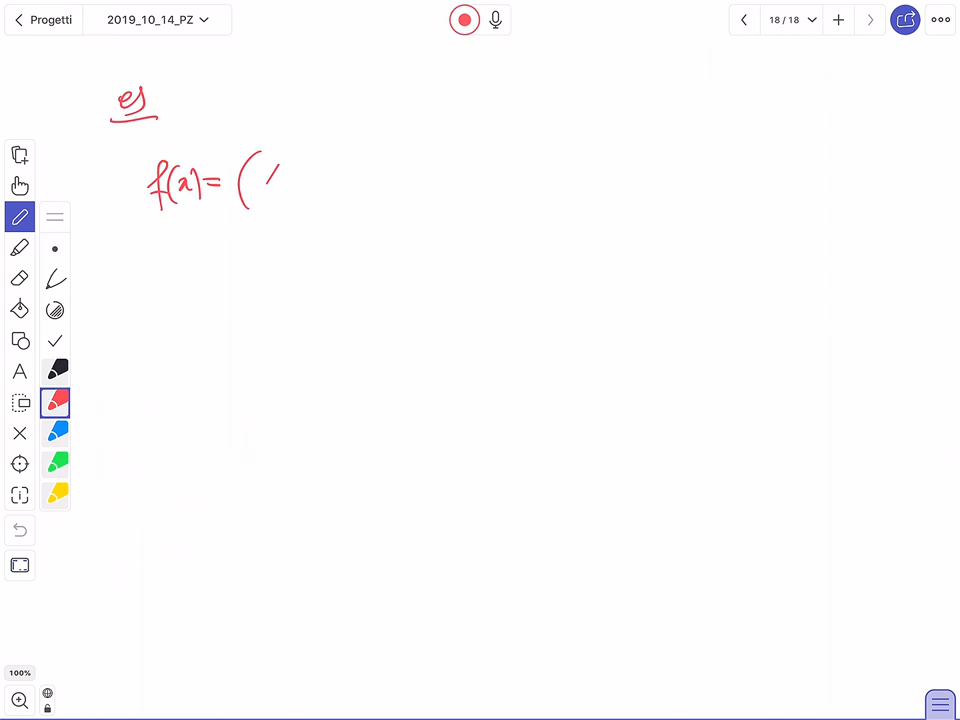 Progetti
2019_10_14_PZ
18 / 18
es
f(x) = (
A
100%